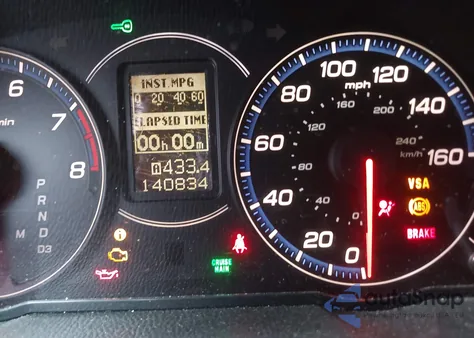 INST.MPG
0 20 40 60
ELAPSED TIME
00h 00m
433.4
140834
6
7
8
min
P
R
N
D
D3
M
0
20
40
60
80
100
120
140
160
mph
km/h
0
40
80
120
160
200
240
VSA
ABS
BRAKE
CRUISE
MAIN
autoSnap